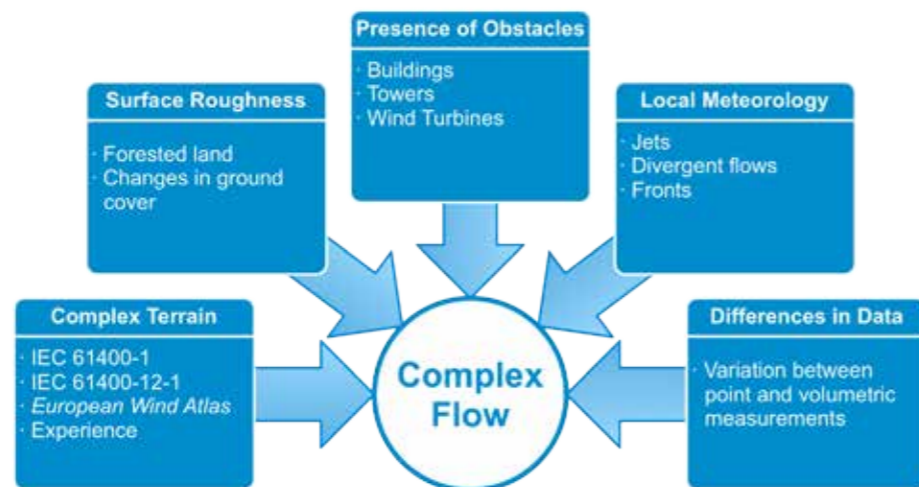 Presence of Obstacles
· Buildings
· Towers
· Wind Turbines
Surface Roughness
· Forested land
· Changes in ground
cover
Local Meteorology
· Jets
· Divergent flows
· Fronts
Complex Terrain
· IEC 61400-1
· IEC 61400-12-1
· European Wind Atlas
· Experience
Complex
Flow
Differences in Data
· Variation between
point and volumetric
measurements